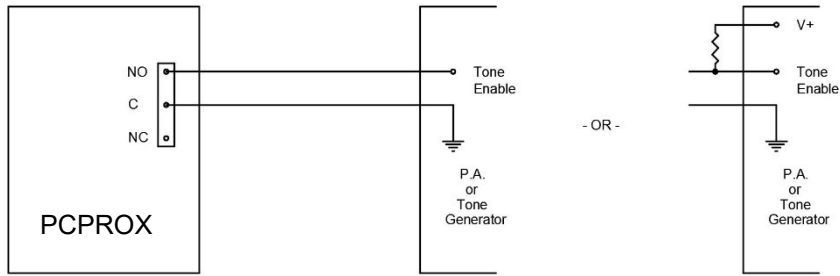 NO
C
NC
PCPROX
Tone
Enable
P.A.
or
Tone
Generator
- OR -
V+
Tone
Enable
P.A.
or
Tone
Generator